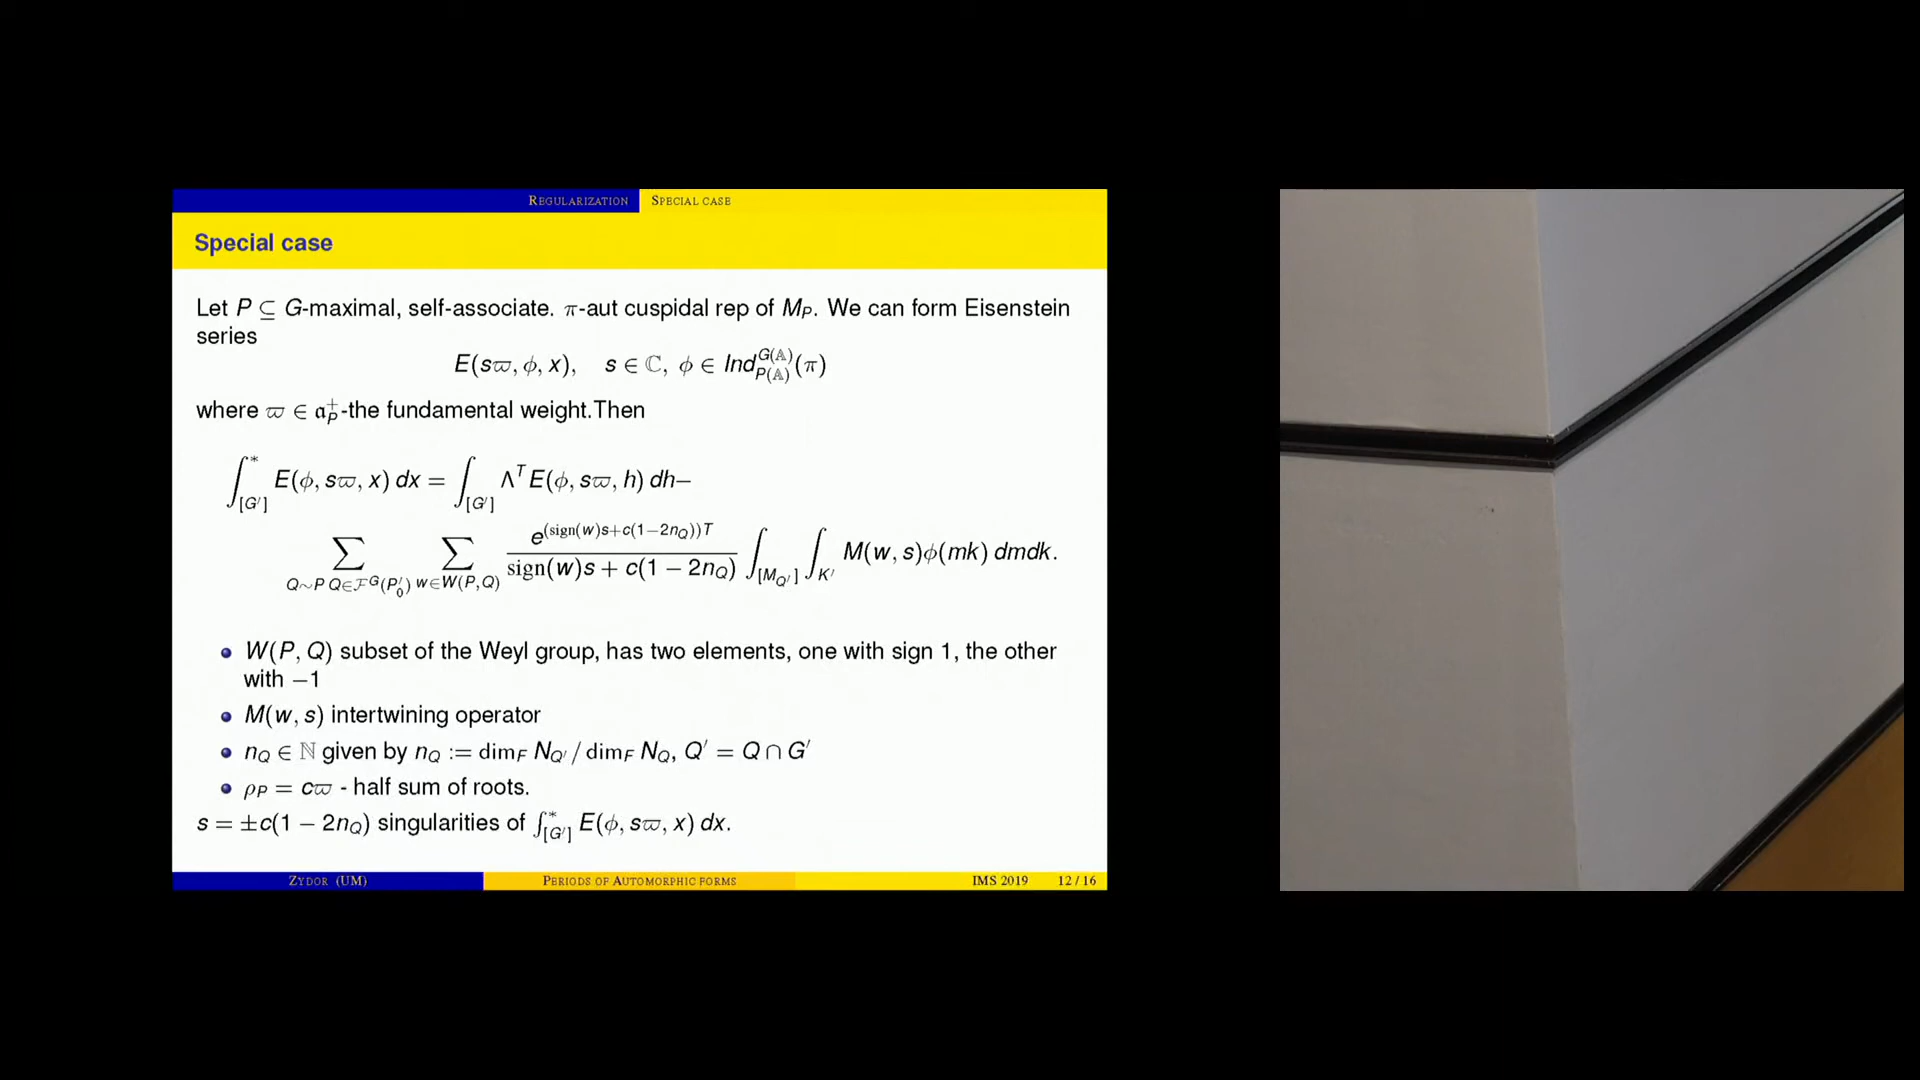 REGULARIZATION SPECIAL CASE
Special case
Let P ⊆ G-maximal, self-associate. π-aut cuspidal rep of M_P. We can form Eisenstein
series
E(sϖ, φ, x), s ∈ ℂ, φ ∈ Ind_{P(𝔸)}^{G(𝔸)}(π)
where ϖ ∈ 𝔞_P^+-the fundamental weight.Then
∫_{[G′]}^* E(φ, sϖ, x) dx = ∫_{[G′]} Λ^T E(φ, sϖ, h) dh−
∑_{Q∼P Q∈ℱ^G(P′_0)} ∑_{w∈W(P,Q)} e^{(sign(w)s+c(1−2n_Q))T} / (sign(w)s + c(1 − 2n_Q)) ∫_{[M_{Q′}]} ∫_{K′} M(w, s)φ(mk) dmdk.
• W(P, Q) subset of the Weyl group, has two elements, one with sign 1, the other
with −1
• M(w, s) intertwining operator
• n_Q ∈ ℕ given by n_Q := dim_F N_{Q′} / dim_F N_Q, Q′ = Q ∩ G′
• ρ_P = cϖ - half sum of roots.
s = ±c(1 − 2n_Q) singularities of ∫_{[G′]}^* E(φ, sϖ, x) dx.
ZYDOR (UM) PERIODS OF AUTOMORPHIC FORMS IMS 2019 12 / 16